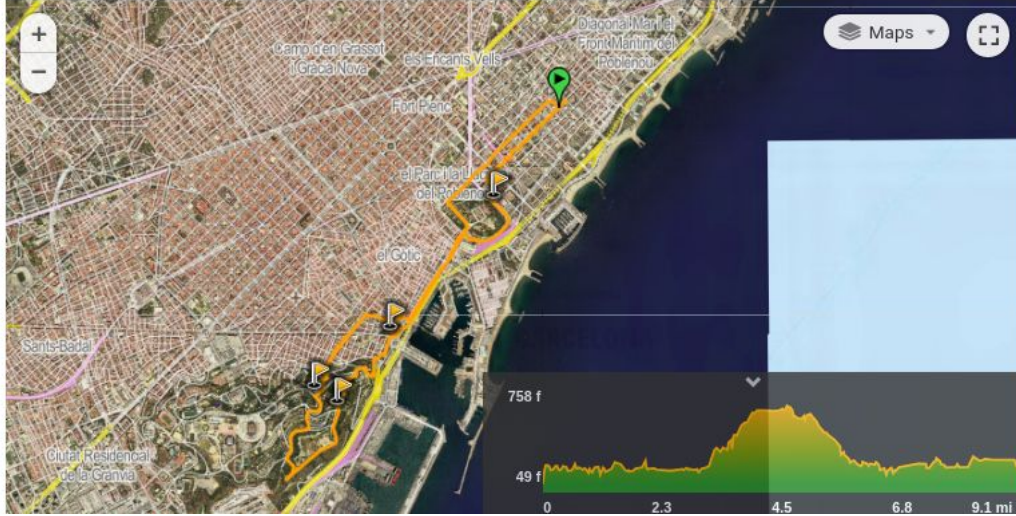 +
Maps
−
Diagonal Mar i el
Front Marítim del
Poblenou
Camp d'en Grassot
i Gràcia Nova
els Encants Vells
Fort Pienc
el Parc i la Lluc
del Poblenou
el Gòtic
Sants-Badal
Ciutat Residencial
de la Granvia
758 f
49 f
0
2.3
4.5
6.8
9.1 mi